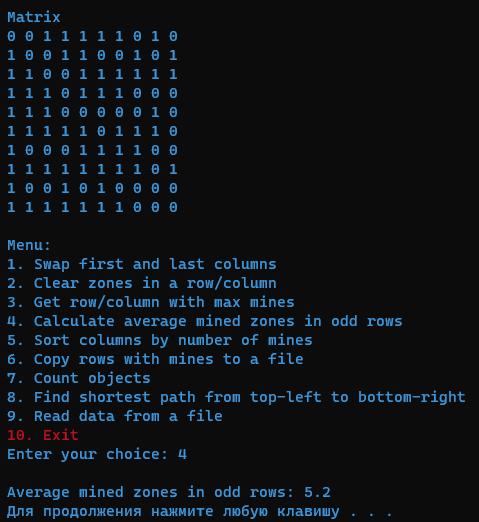 Matrix
0 0 1 1 1 1 1 0 1 0
1 0 0 1 1 0 0 1 0 1
1 1 0 0 1 1 1 1 1 1
1 1 1 0 1 1 1 0 0 0
1 1 1 0 0 0 0 0 1 0
1 1 1 1 1 0 1 1 1 0
1 0 0 0 1 1 1 1 0 0
1 1 1 1 1 1 1 1 0 1
1 0 0 1 0 1 0 0 0 0
1 1 1 1 1 1 1 0 0 0
Menu:
1. Swap first and last columns
2. Clear zones in a row/column
3. Get row/column with max mines
4. Calculate average mined zones in odd rows
5. Sort columns by number of mines
6. Copy rows with mines to a file
7. Count objects
8. Find shortest path from top-left to bottom-right
9. Read data from a file
10. Exit
Enter your choice: 4
Average mined zones in odd rows: 5.2
Для продолжения нажмите любую клавишу . . .